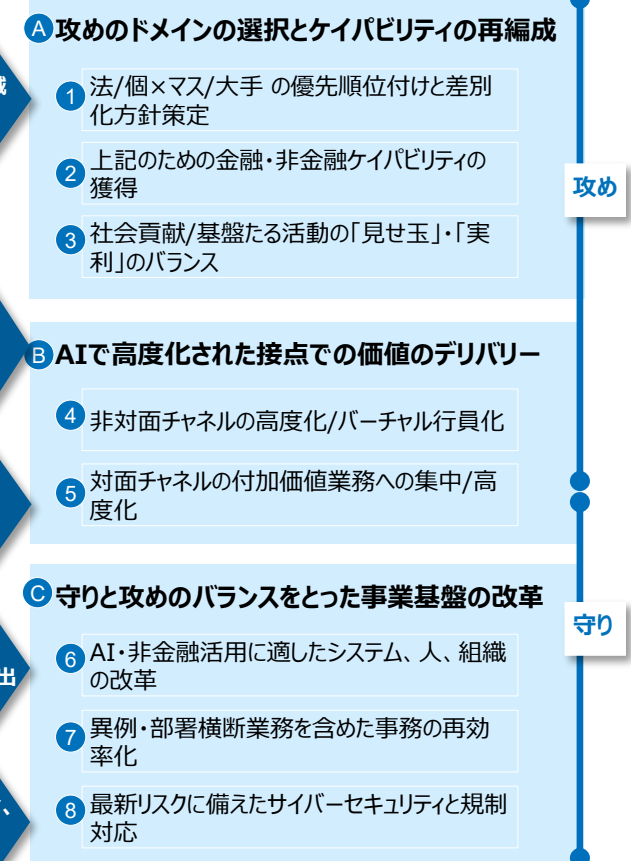 A 攻めのドメインの選択とケイパビリティの再編成
1 法/個×マス/大手 の優先順位付けと差別
化方針策定
2 上記のための金融・非金融ケイパビリティの
獲得
3 社会貢献/基盤たる活動の「見せ玉」・「実
利」のバランス
攻め
B AIで高度化された接点での価値のデリバリー
4 非対面チャネルの高度化/バーチャル行員化
5 対面チャネルの付加価値業務への集中/高
度化
C 守りと攻めのバランスをとった事業基盤の改革
守り
6 AI・非金融活用に適したシステム、人、組織
の改革
出
7 異例・部署横断業務を含めた事務の再効
率化
8 最新リスクに備えたサイバーセキュリティと規制
対応